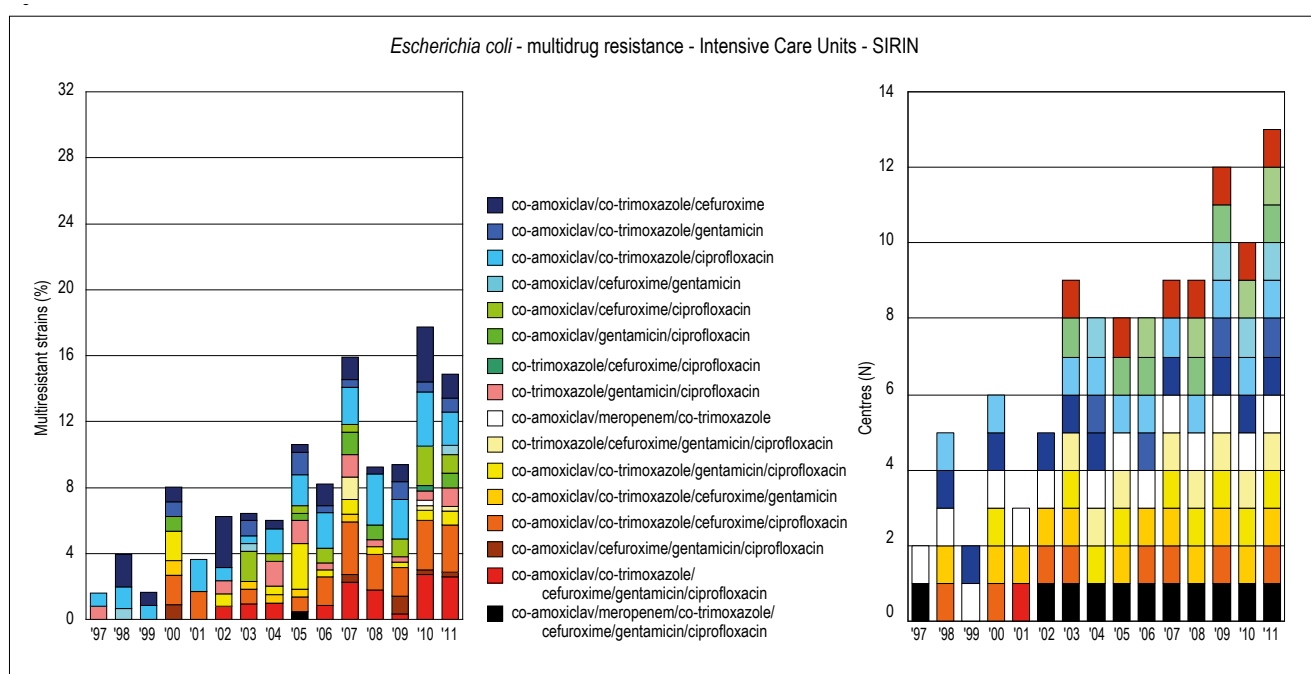 Escherichia coli - multidrug resistance - Intensive Care Units - SIRIN
Multiresistant strains (%)
32
28
24
20
16
12
8
4
0
'97 '98 '99 '00 '01 '02 '03 '04 '05 '06 '07 '08 '09 '10 '11
co-amoxiclav/co-trimoxazole/cefuroxime
co-amoxiclav/co-trimoxazole/gentamicin
co-amoxiclav/co-trimoxazole/ciprofloxacin
co-amoxiclav/cefuroxime/gentamicin
co-amoxiclav/cefuroxime/ciprofloxacin
co-amoxiclav/gentamicin/ciprofloxacin
co-trimoxazole/cefuroxime/ciprofloxacin
co-trimoxazole/gentamicin/ciprofloxacin
co-amoxiclav/meropenem/co-trimoxazole
co-trimoxazole/cefuroxime/gentamicin/ciprofloxacin
co-amoxiclav/co-trimoxazole/gentamicin/ciprofloxacin
co-amoxiclav/co-trimoxazole/cefuroxime/gentamicin
co-amoxiclav/co-trimoxazole/cefuroxime/ciprofloxacin
co-amoxiclav/cefuroxime/gentamicin/ciprofloxacin
co-amoxiclav/co-trimoxazole/
cefuroxime/gentamicin/ciprofloxacin
co-amoxiclav/meropenem/co-trimoxazole/
cefuroxime/gentamicin/ciprofloxacin
Centres (N)
14
12
10
8
6
4
2
0
'97 '98 '99 '00 '01 '02 '03 '04 '05 '06 '07 '08 '09 '10 '11